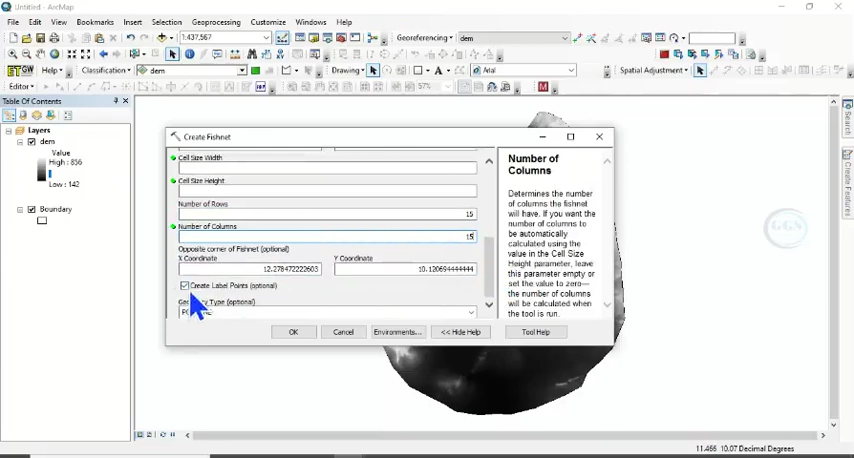 Untitled - ArcMap
File Edit View Bookmarks Insert Selection Geoprocessing Customize Windows Help
1:437,567
Georeferencing
dem
Help
Classification
dem
Drawing
Arial
Spatial Adjustment
Editor
57%
Table Of Contents
Layers
dem
Value
High : 856
Low : 142
Boundary
Create Fishnet
Cell Size Width
Cell Size Height
Number of Rows
15
Number of Columns
15
Opposite corner of Fishnet (optional)
X Coordinate
Y Coordinate
12.278472222603
10.120694444444
Create Label Points (optional)
Geometry Type (optional)
OK
Cancel
Environments...
<< Hide Help
Tool Help
Number of
Columns
Determines the number
of columns the fishnet
will have. If you want the
number of columns to
be automatically
calculated using the
value in the Cell Size
Height parameter, leave
this parameter empty or
set the value to zero—
the number of columns
will be calculated when
the tool is run.
Search
Create Features
GGS
11.466 10.07 Decimal Degrees